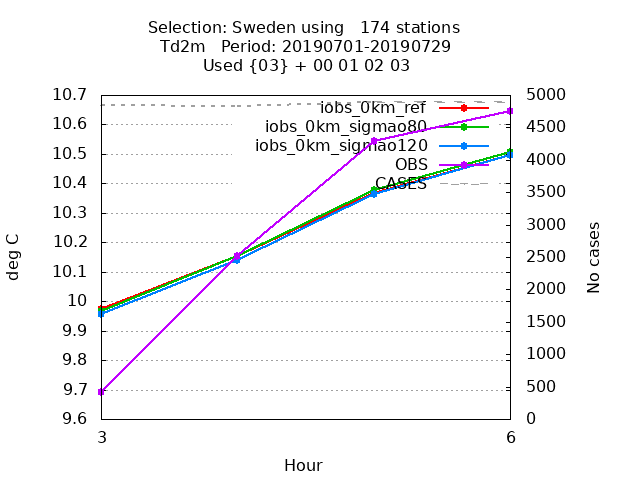 Selection: Sweden using   174 stations
Td2m   Period: 20190701-20190729
Used {03} + 00 01 02 03
10.7
10.6
10.5
10.4
10.3
10.2
10.1
10
9.9
9.8
9.7
9.6
deg C
iobs_0km_ref
iobs_0km_sigmao80
iobs_0km_sigmao120
OBS
CASES
5000
4500
4000
3500
3000
2500
2000
1500
1000
500
0
No cases
3
6
Hour